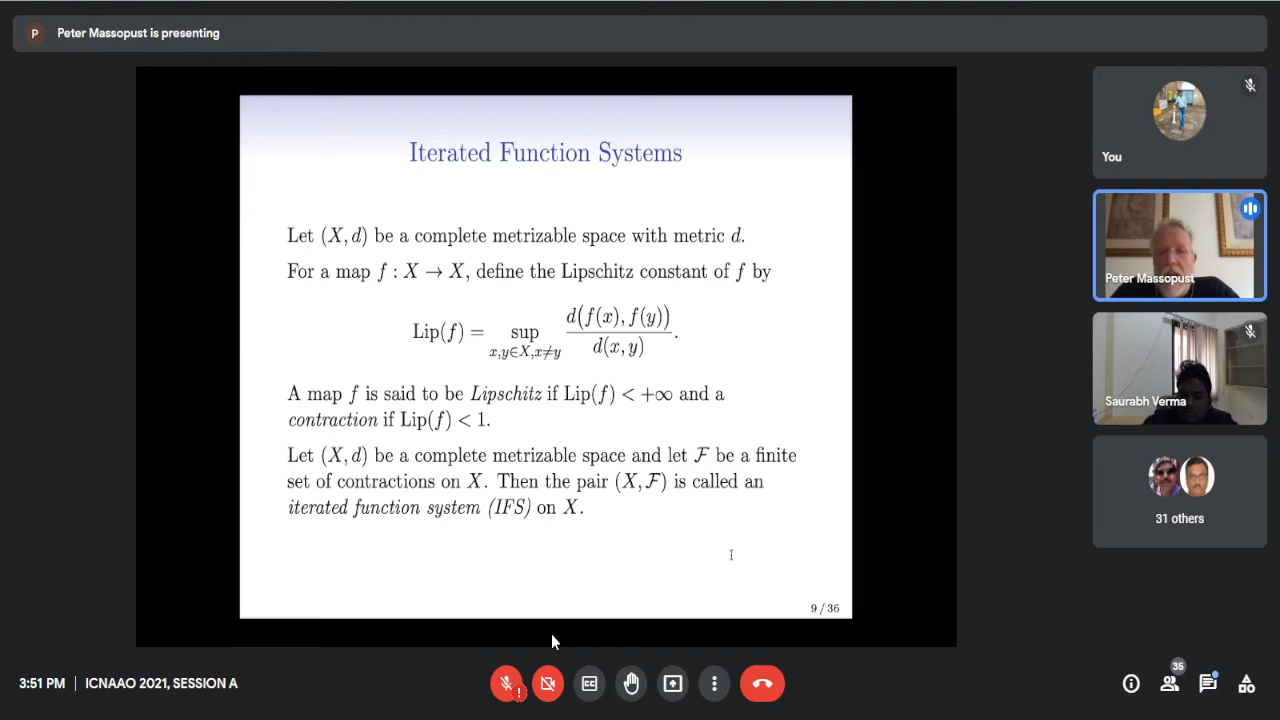 P Peter Massopust is presenting
Iterated Function Systems
Let (X, d) be a complete metrizable space with metric d.
For a map f : X → X, define the Lipschitz constant of f by
Lip(f) = sup_{x,y∈X,x≠y} d(f(x), f(y)) / d(x, y).
A map f is said to be Lipschitz if Lip(f) < +∞ and a
contraction if Lip(f) < 1.
Let (X, d) be a complete metrizable space and let ℱ be a finite
set of contractions on X. Then the pair (X, ℱ) is called an
iterated function system (IFS) on X.
9 / 36
You
Peter Massopust
Saurabh Verma
31 others
3:51 PM | ICNAAO 2021, SESSION A
!
CC
35